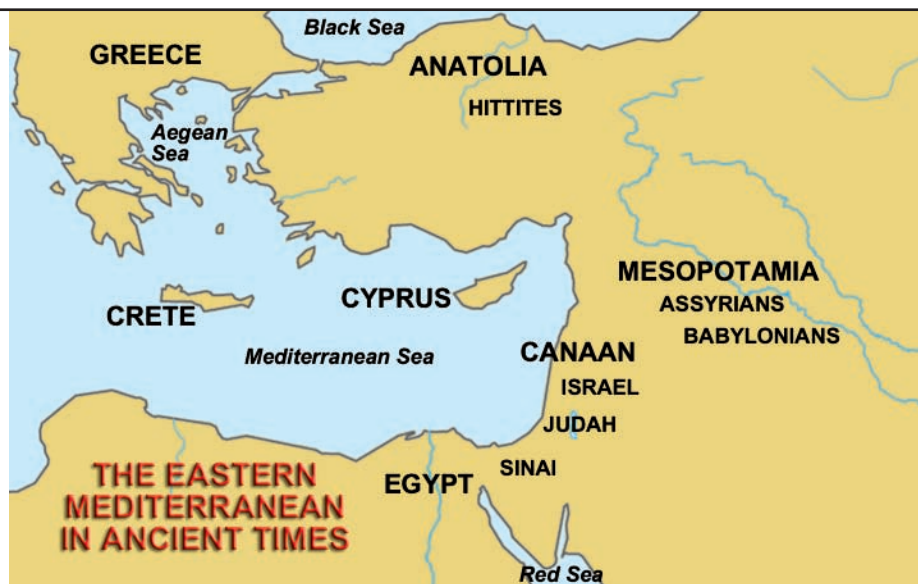 Black Sea
GREECE
ANATOLIA
HITTITES
Aegean
Sea
MESOPOTAMIA
ASSYRIANS
BABYLONIANS
CYPRUS
CRETE
Mediterranean Sea
CANAAN
ISRAEL
JUDAH
SINAI
EGYPT
THE EASTERN
MEDITERRANEAN
IN ANCIENT TIMES
Red Sea